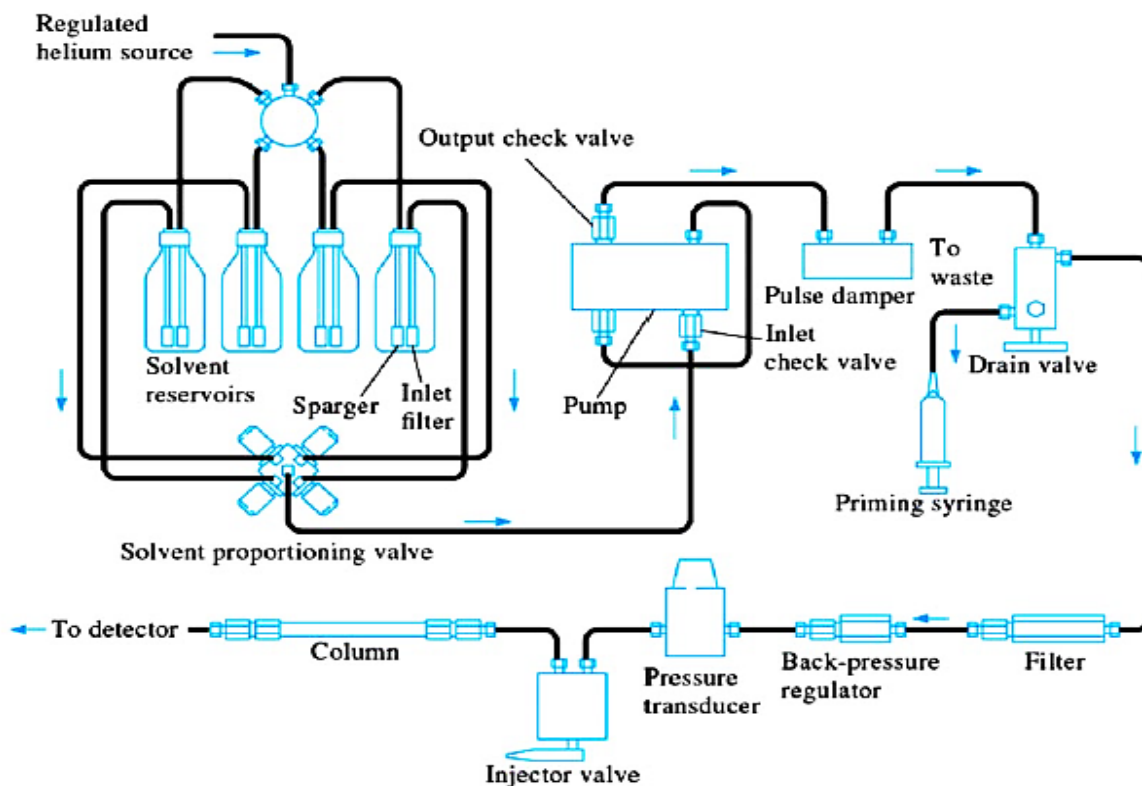 Regulated
helium source
Output check valve
To
waste
Pulse damper
Inlet
check valve
Drain valve
Solvent
reservoirs
Sparger
Inlet
filter
Pump
Priming syringe
Solvent proportioning valve
To detector
Column
Injector valve
Pressure
transducer
Back-pressure
regulator
Filter